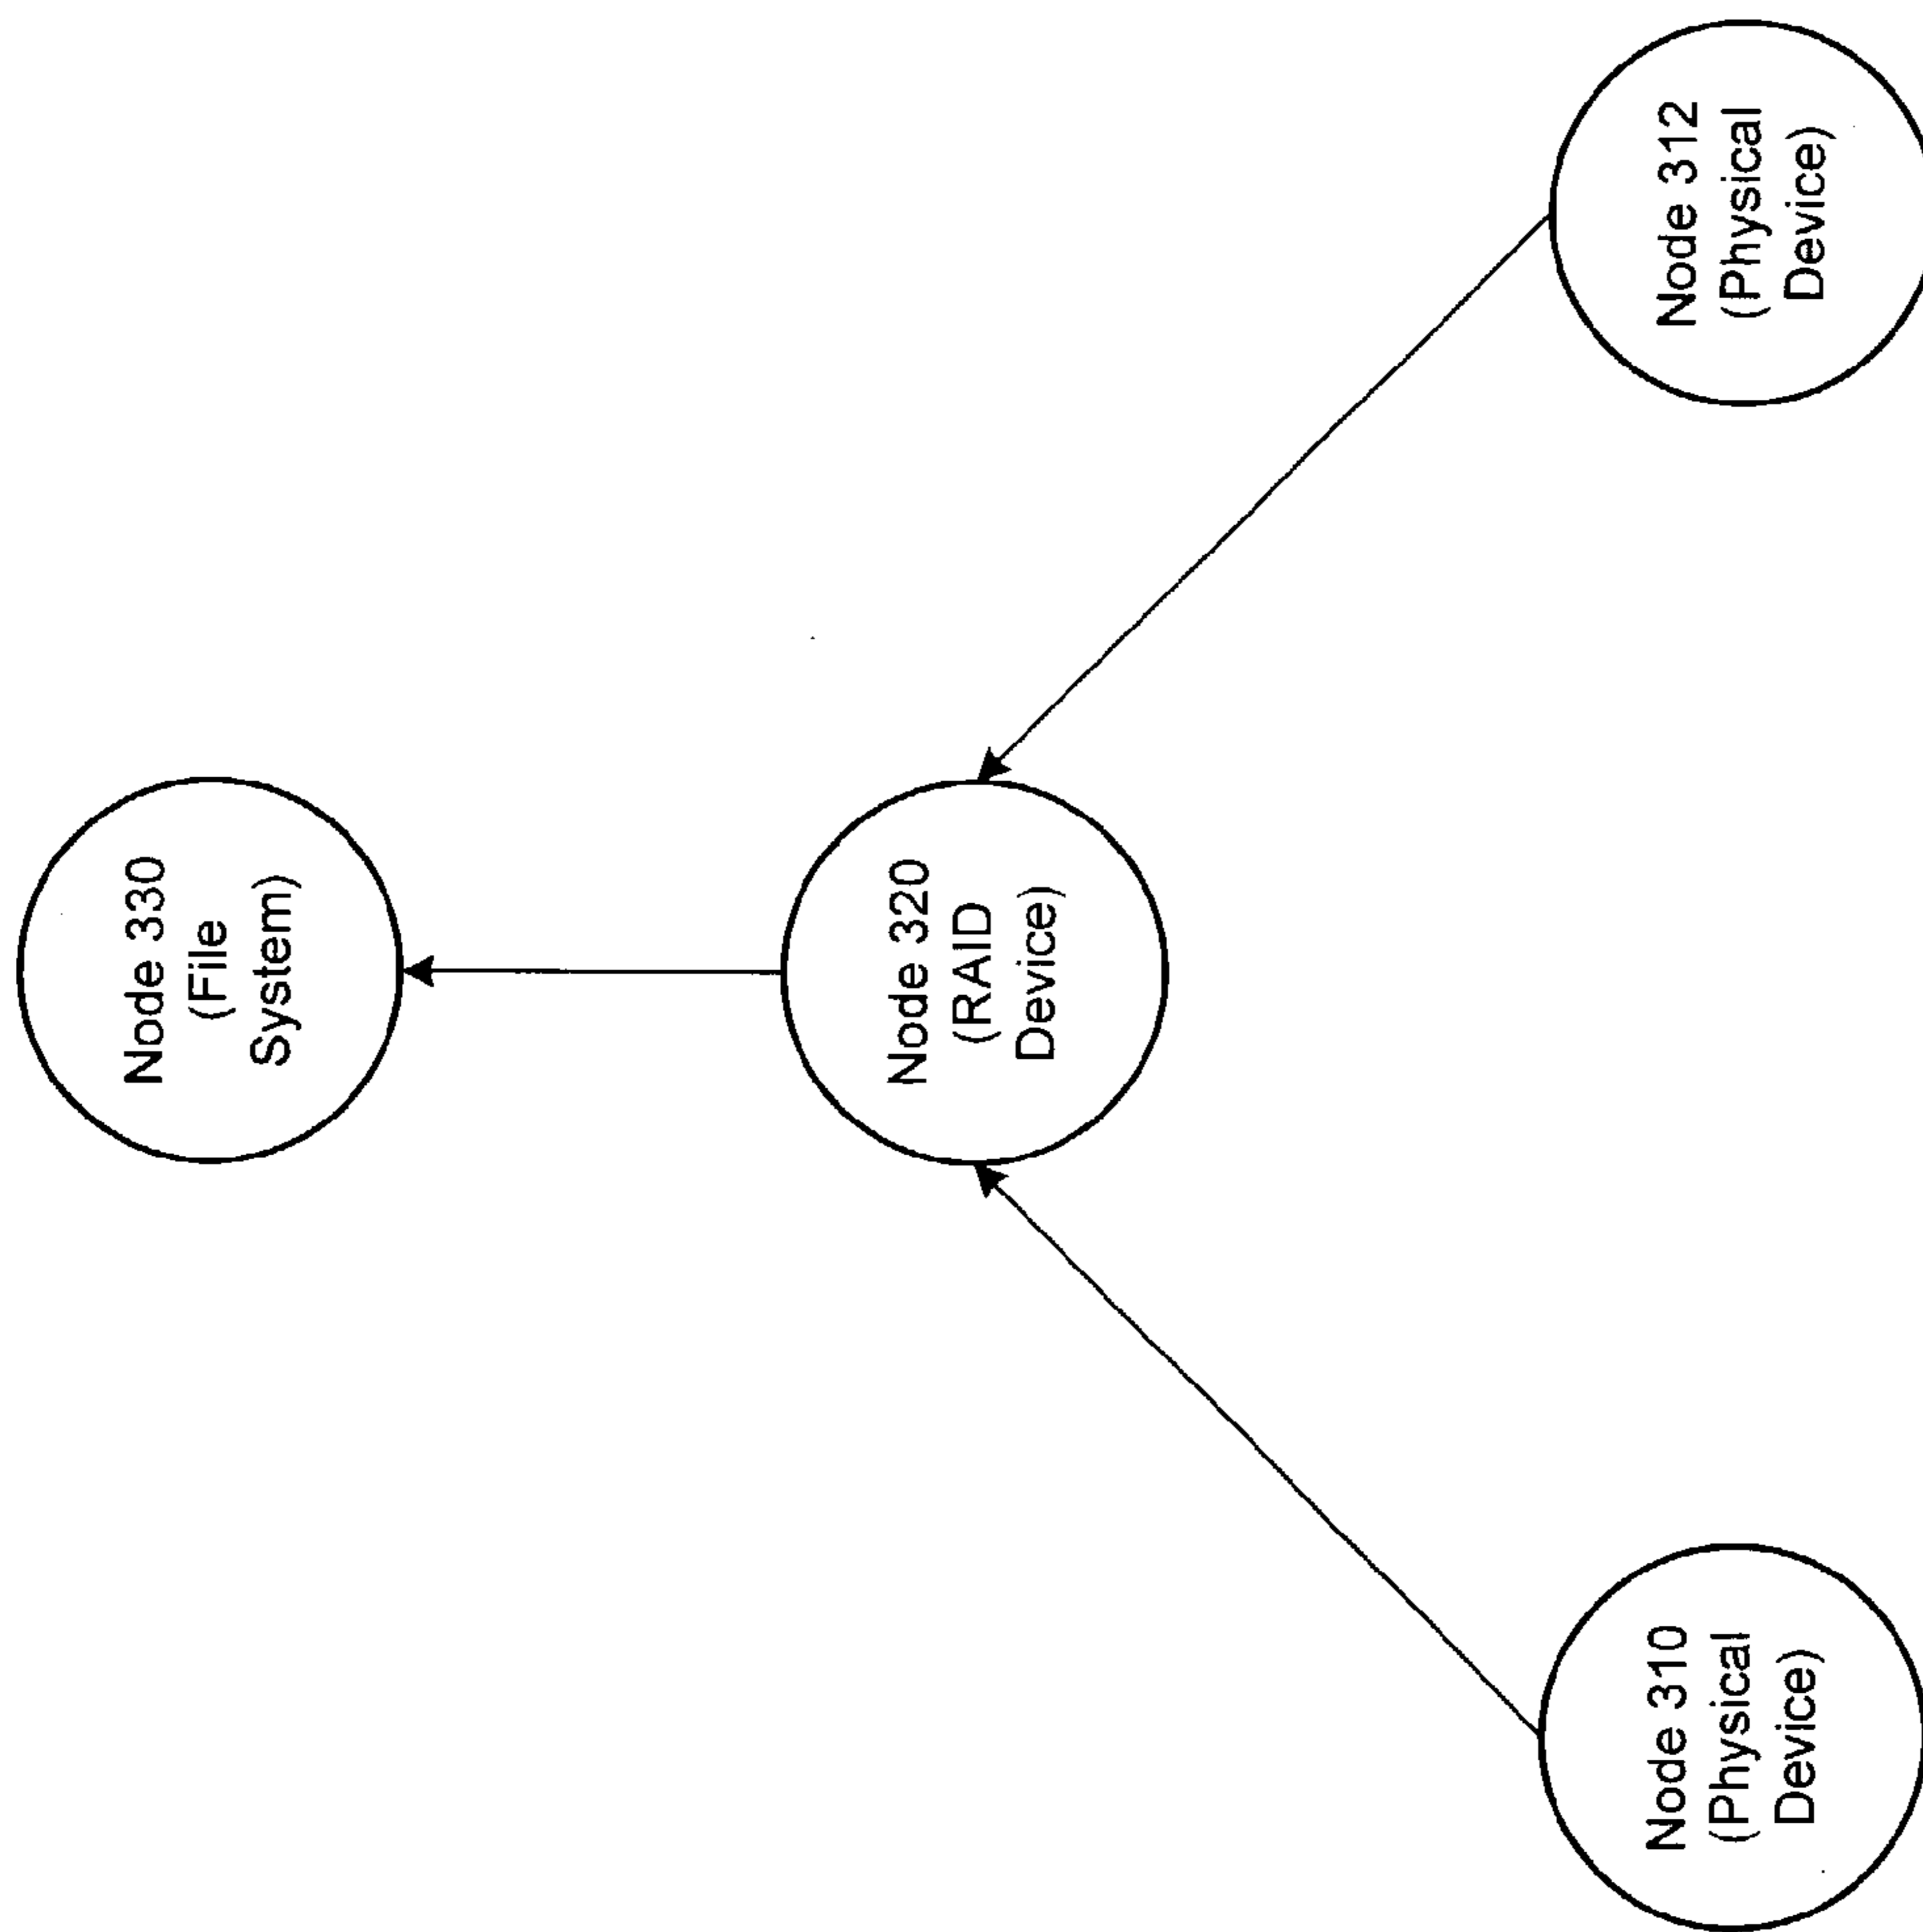 Node 330
(File
System)
Node 320
(RAID
Device)
Node 310
(Physical
Device)
Node 312
(Physical
Device)